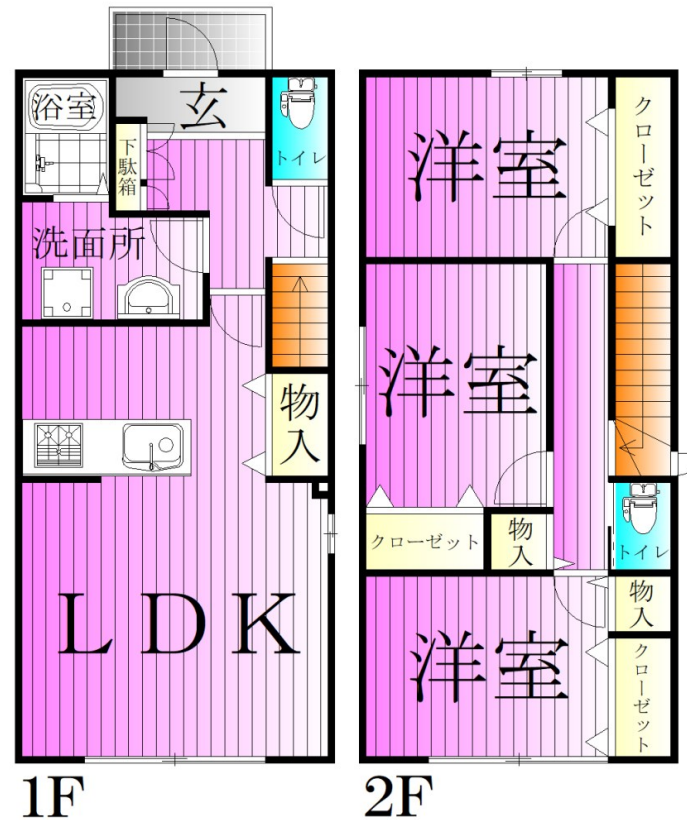 浴室
玄
トイレ
下駄箱
洗面所
物入
LDK
1F
洋室
クローゼット
洋室
クローゼット
物入
トイレ
物入
洋室
クローゼット
2F